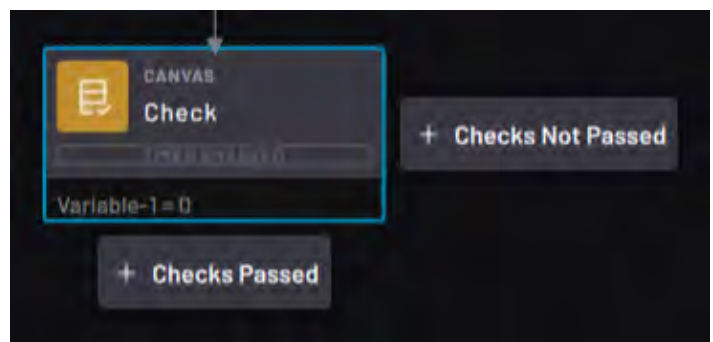 CANVAS
Check
+ Checks Not Passed
Variable-1 = 0
+ Checks Passed